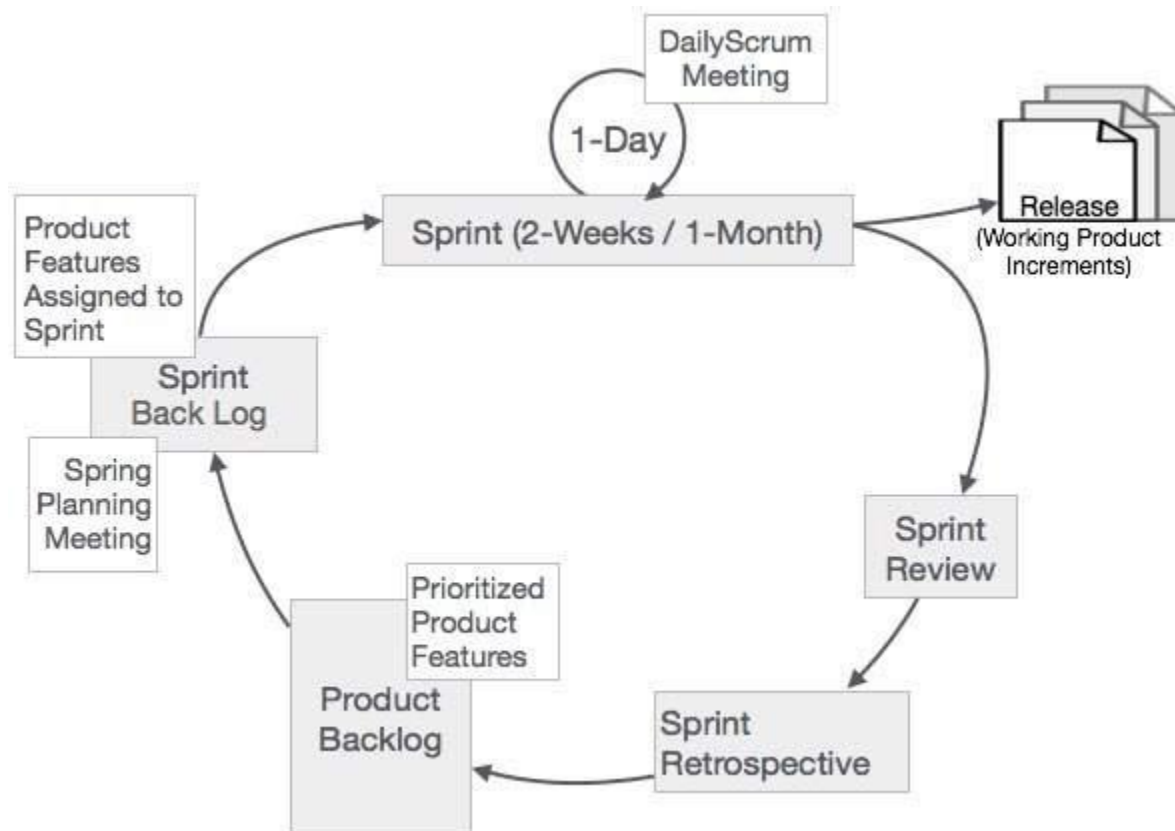 DailyScrum
Meeting
1-Day
Sprint (2-Weeks / 1-Month)
Release
(Working Product
Increments)
Product
Features
Assigned to
Sprint
Sprint
Back Log
Spring
Planning
Meeting
Sprint
Review
Prioritized
Product
Features
Product
Backlog
Sprint
Retrospective